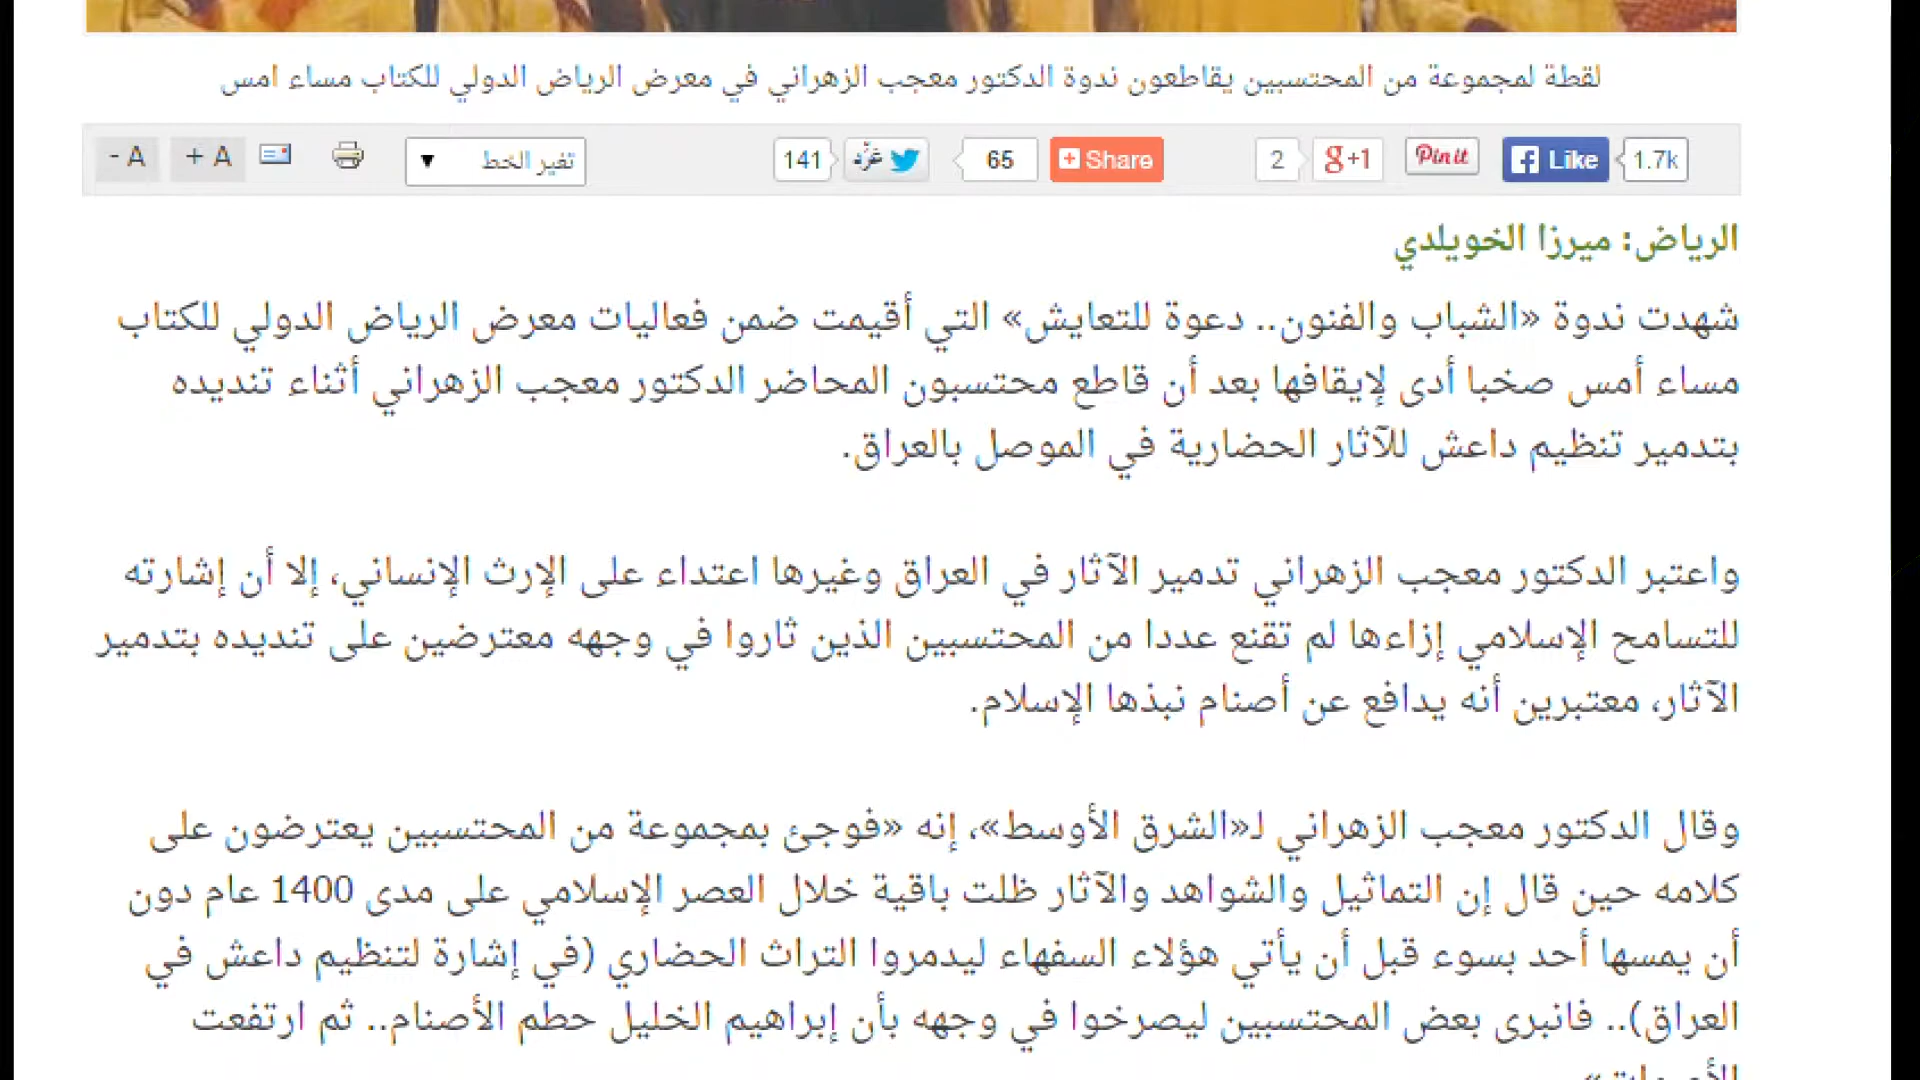 لقطة لمجموعة من المحتسبين يقاطعون ندوة الدكتور معجب الزهراني في معرض الرياض الدولي للكتاب مساء امس
- A + A تغير الخط 141 غرِّد 65 Share 2 g+1 Pin it Like 1.7k
الرياض: ميرزا الخويلدي
شهدت ندوة «الشباب والفنون.. دعوة للتعايش» التي أقيمت ضمن فعاليات معرض الرياض الدولي للكتاب
مساء أمس صخبا أدى لإيقافها بعد أن قاطع محتسبون المحاضر الدكتور معجب الزهراني أثناء تنديده
بتدمير تنظيم داعش للآثار الحضارية في الموصل بالعراق.
واعتبر الدكتور معجب الزهراني تدمير الآثار في العراق وغيرها اعتداء على الإرث الإنساني، إلا أن إشارته
للتسامح الإسلامي إزاءها لم تقنع عددا من المحتسبين الذين ثاروا في وجهه معترضين على تنديده بتدمير
الآثار، معتبرين أنه يدافع عن أصنام نبذها الإسلام.
وقال الدكتور معجب الزهراني لـ«الشرق الأوسط»، إنه «فوجئ بمجموعة من المحتسبين يعترضون على
كلامه حين قال إن التماثيل والشواهد والآثار ظلت باقية خلال العصر الإسلامي على مدى 1400 عام دون
أن يمسها أحد بسوء قبل أن يأتي هؤلاء السفهاء ليدمروا التراث الحضاري (في إشارة لتنظيم داعش في
العراق).. فانبرى بعض المحتسبين ليصرخوا في وجهه بأن إبراهيم الخليل حطم الأصنام.. ثم ارتفعت